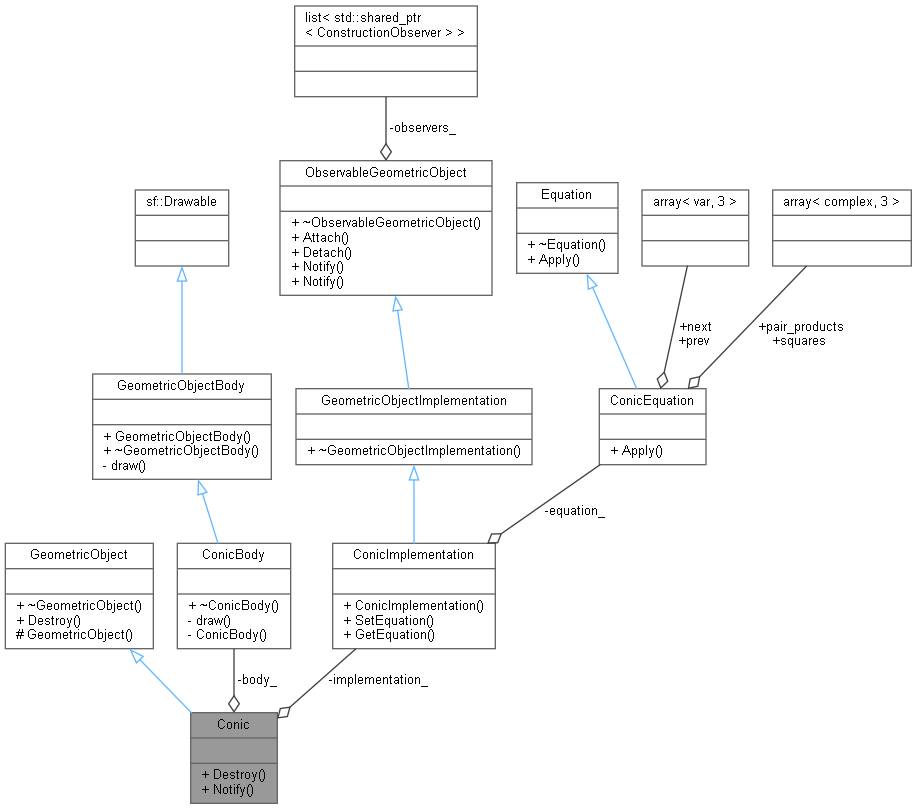 list< std::shared_ptr
< ConstructionObserver > >
-observers_
ObservableGeometricObject
+ ~ObservableGeometricObject()
+ Attach()
+ Detach()
+ Notify()
+ Notify()
sf::Drawable
Equation
+ ~Equation()
+ Apply()
array< var, 3 >
array< complex, 3 >
+next
+prev
+pair_products
+squares
GeometricObjectBody
+ GeometricObjectBody()
+ ~GeometricObjectBody()
- draw()
GeometricObjectImplementation
+ ~GeometricObjectImplementation()
ConicEquation
+ Apply()
-equation_
GeometricObject
+ ~GeometricObject()
+ Destroy()
# GeometricObject()
ConicBody
+ ~ConicBody()
- draw()
- ConicBody()
ConicImplementation
+ ConicImplementation()
+ SetEquation()
+ GetEquation()
-body_
-implementation_
Conic
+ Destroy()
+ Notify()